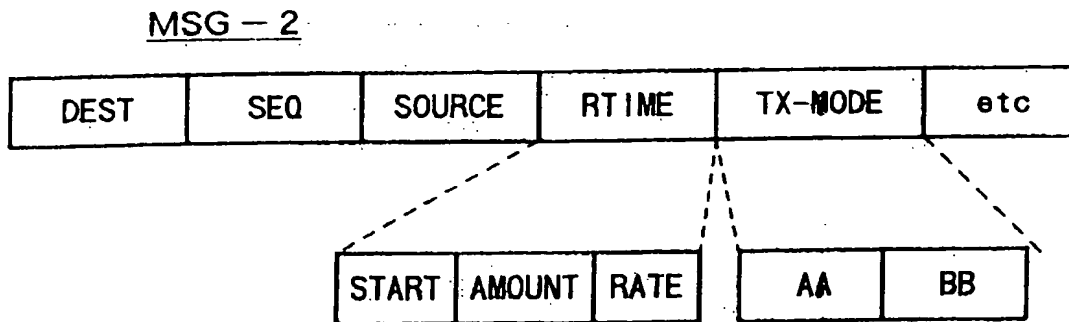 MSG – 2
DEST SEQ SOURCE RTIME TX-MODE etc
START AMOUNT RATE AA BB